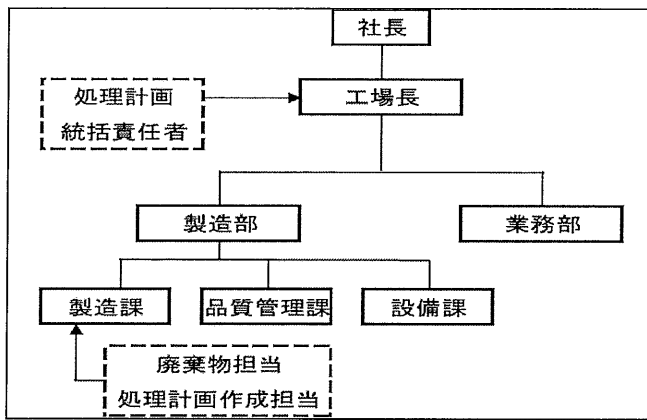 社長
処理計画
統括責任者
工場長
製造部
業務部
製造課
品質管理課
設備課
廃棄物担当
処理計画作成担当